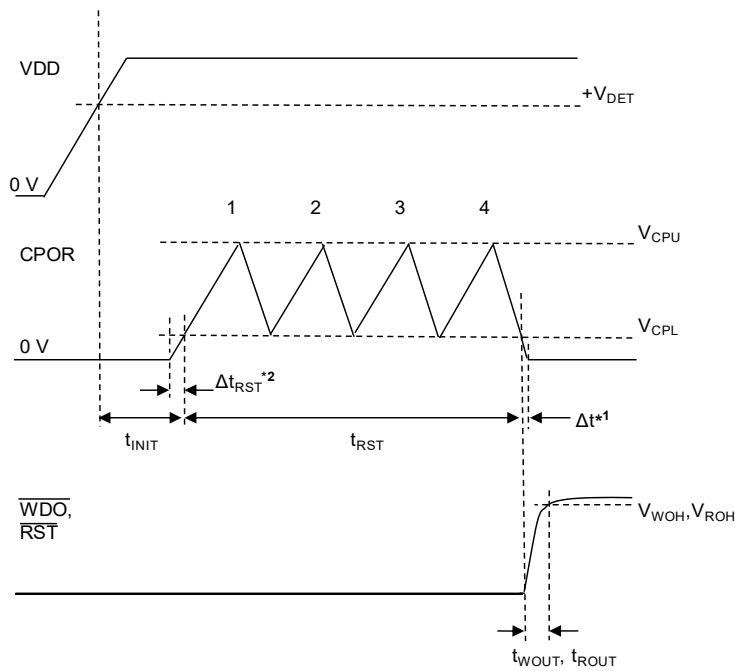 VDD
+VDET
0 V
1 2 3 4
VCPU
CPOR
VCPL
0 V
ΔtRST*2
Δt*1
tINIT
tRST
WDO,
RST
VWOH,VROH
tWOUT, tROUT